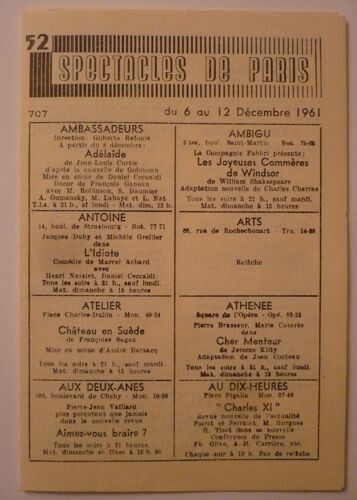 52
SPECTACLES DE PARIS
707
du 6 au 12 Décembre 1961
AMBASSADEURS
Direction: Gilberte Refoulé
A partir du 8 décembre:
Adélaïde
de Jean-Louis Curtis
d'après la nouvelle de Gobineau
Mise en scène de Daniel Ceccaldi
Décor de François Ganeau
avec M. Robinson, S. Daumier
A. Oumansky, M. Lahaye et L. Nat
T.l.s. à 21 h., sf lundi. Mat. dim. 15 h.
ANTOINE
14, boul. de Strasbourg - Bot. 77-71
Jacques Duby et Michèle Grellier
dans
L'Idiote
Comédie de Marcel Achard
avec
Henri Nassiet, Daniel Ceccaldi.
Tous les soirs à 21 h., sauf lundi.
Mat. dimanche à 15 heures
ATELIER
Place Charles-Dullin - Mon. 49-24
Château en Suède
de Françoise Sagan
Mise en scène d'André Barsacq
Tous les soirs à 21 h., sauf lundi.
Mat. dimanche à 15 heures
AUX DEUX-ANES
100, boulevard de Clichy - Mon. 10-26
Pierre-Jean Vaillard
plus percutant que jamais
dans la nouvelle revue
Aimez-vous braire ?
Tous les soirs à 21 heures.
Mat. dimanche et fêtes à 15 h. 30
AMBIGU
2 ter, boul. Saint-Martin - Bot. 76-06
La Compagnie Fabbri présente:
Les Joyeuses Commères
de Windsor
de William Shakespeare
Adaptation nouvelle de Charles Charras
Tous les soirs à 21 h., sauf mardi.
Mat. dimanche à 15 heures
ARTS
66, rue de Rochechouart - Tru. 14-86
Relâche
ATHENEE
Square de l'Opéra - Opé. 82-23
Pierre Brasseur, Maria Casarès
dans
Cher Menteur
de Jerome Kilty
Adaptation de Jean Cocteau
Tous les soirs à 21 h., sauf lundi.
Mat. dimanche à 15 heures
AU DIX-HEURES
Place Pigalle - Mon. 07-48
"Charles XI"
Revue nouvelle de l'actualité
Poiret et Serrault, M. Horgues
H. Tisot dans sa nouvelle
Conférence de Presse
Ph. Olive, A.M. Carrière, etc.
Chaque soir à 10 h. Pas de relâche